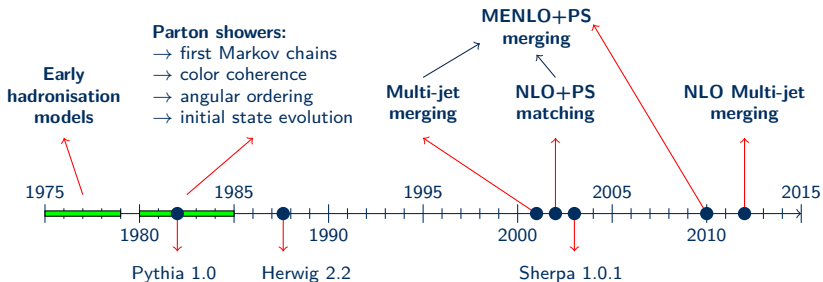 Parton showers:
→ first Markov chains
→ color coherence
→ angular ordering
→ initial state evolution
MENLO+PS
merging
Early
hadronisation
models
Multi-jet
merging
NLO+PS
matching
NLO Multi-jet
merging
1975
1985
1995
2005
2015
1980
1990
2000
2010
Pythia 1.0
Herwig 2.2
Sherpa 1.0.1